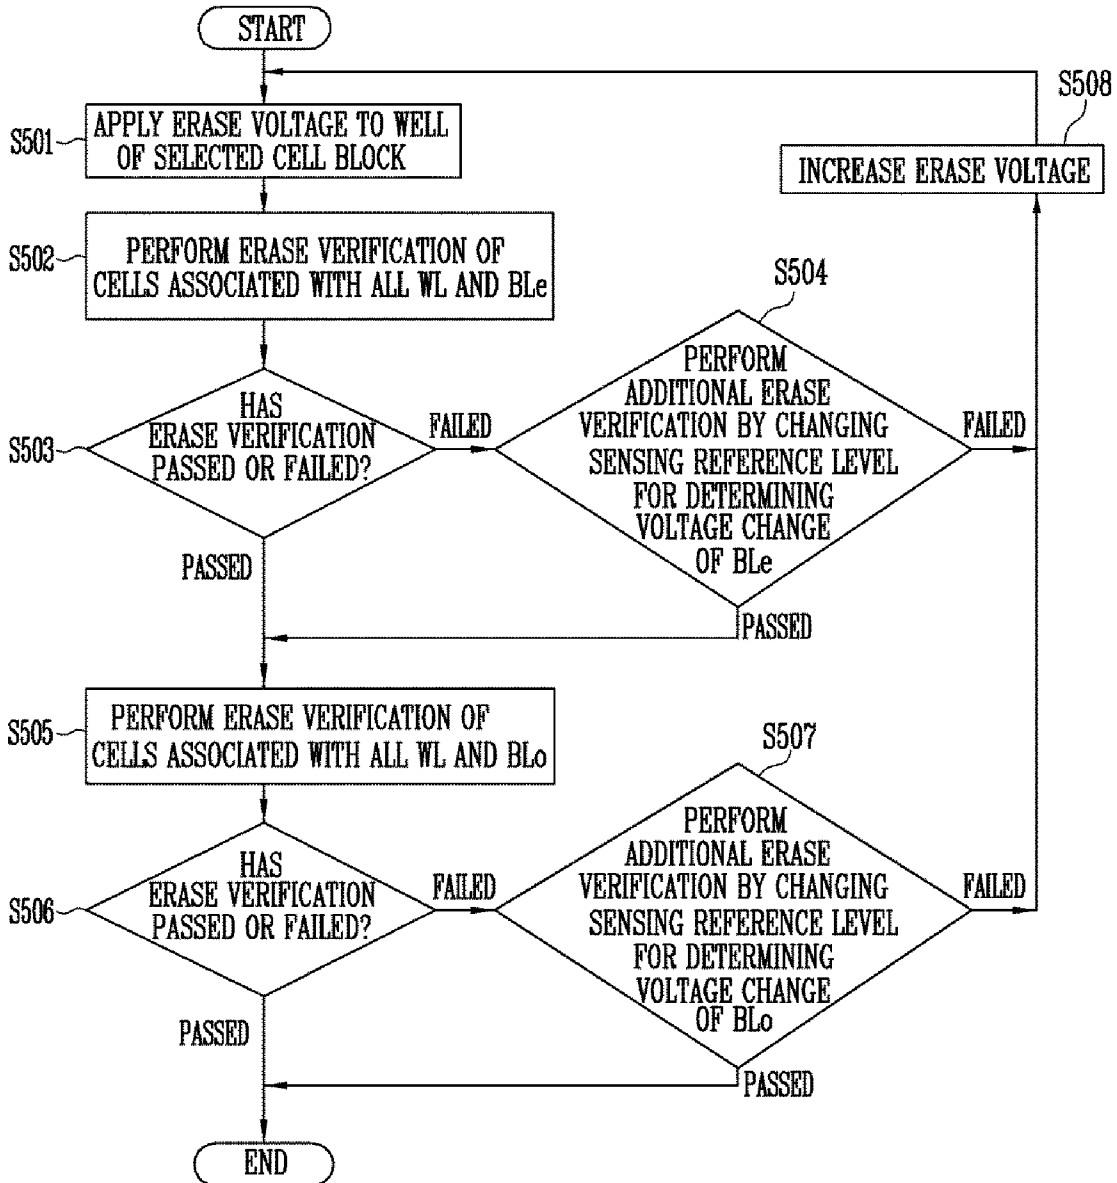 START
S508
S501
APPLY ERASE VOLTAGE TO WELL
OF SELECTED CELL BLOCK
INCREASE ERASE VOLTAGE
S502
PERFORM ERASE VERIFICATION OF
CELLS ASSOCIATED WITH ALL WL AND BLe
S504
S503
HAS
ERASE VERIFICATION
PASSED OR FAILED?
FAILED
PERFORM
ADDITIONAL ERASE
VERIFICATION BY CHANGING
SENSING REFERENCE LEVEL
FOR DETERMINING
VOLTAGE CHANGE
OF BLe
FAILED
PASSED
PASSED
S505
PERFORM ERASE VERIFICATION OF
CELLS ASSOCIATED WITH ALL WL AND BLo
S507
S506
HAS
ERASE VERIFICATION
PASSED OR FAILED?
FAILED
PERFORM
ADDITIONAL ERASE
VERIFICATION BY CHANGING
SENSING REFERENCE LEVEL
FOR DETERMINING
VOLTAGE CHANGE
OF BLo
FAILED
PASSED
PASSED
END